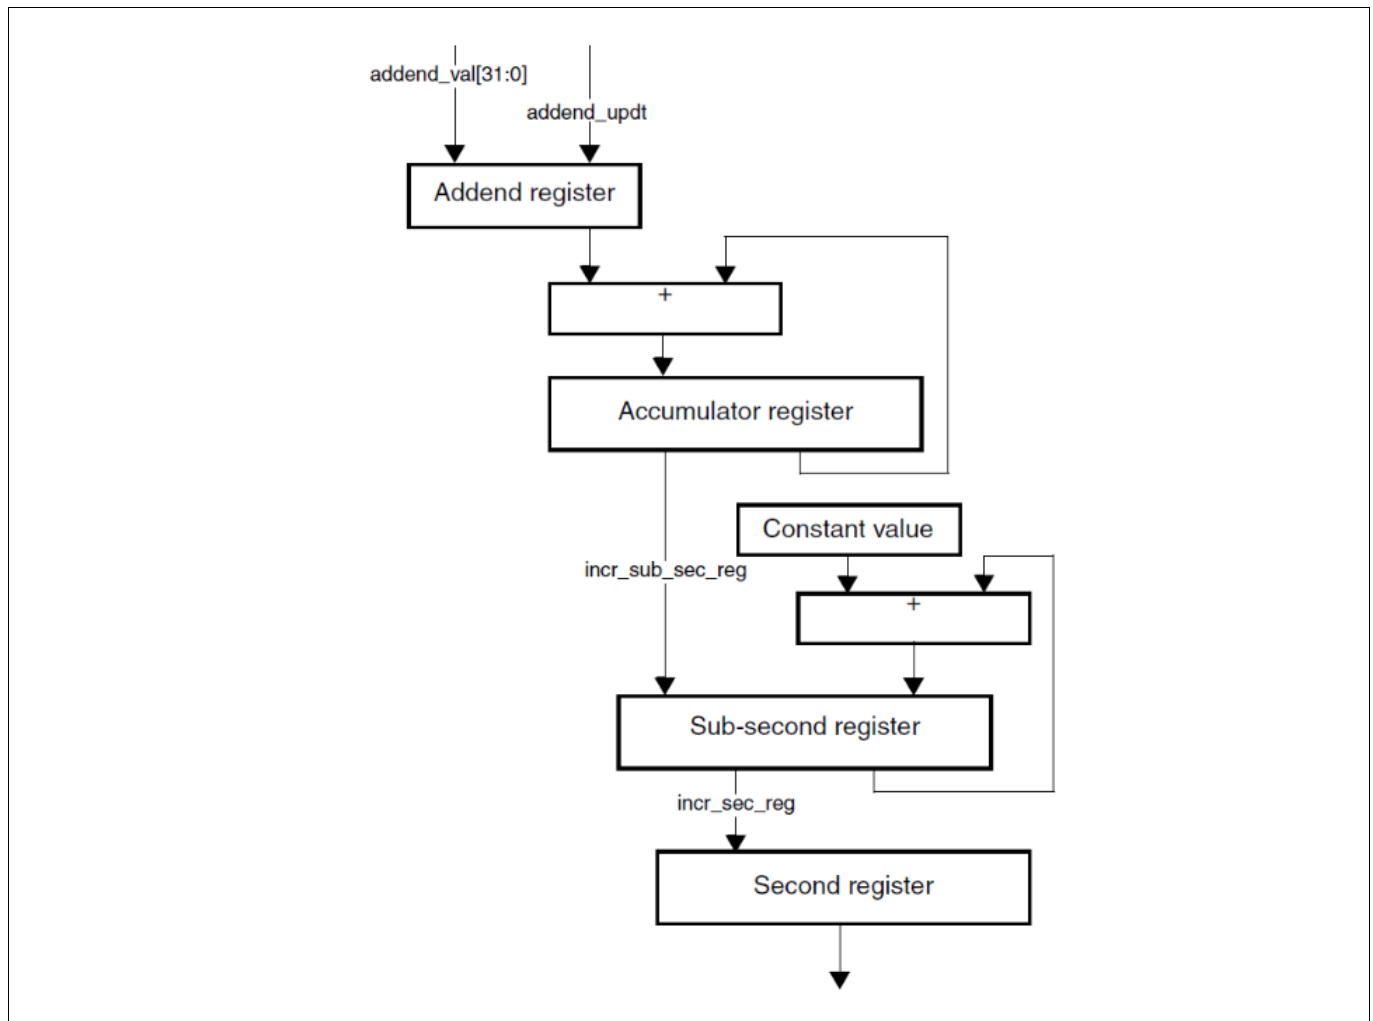 addend_val[31:0]
addend_updt
Addend register
+
Accumulator register
Constant value
incr_sub_sec_reg
+
Sub-second register
incr_sec_reg
Second register